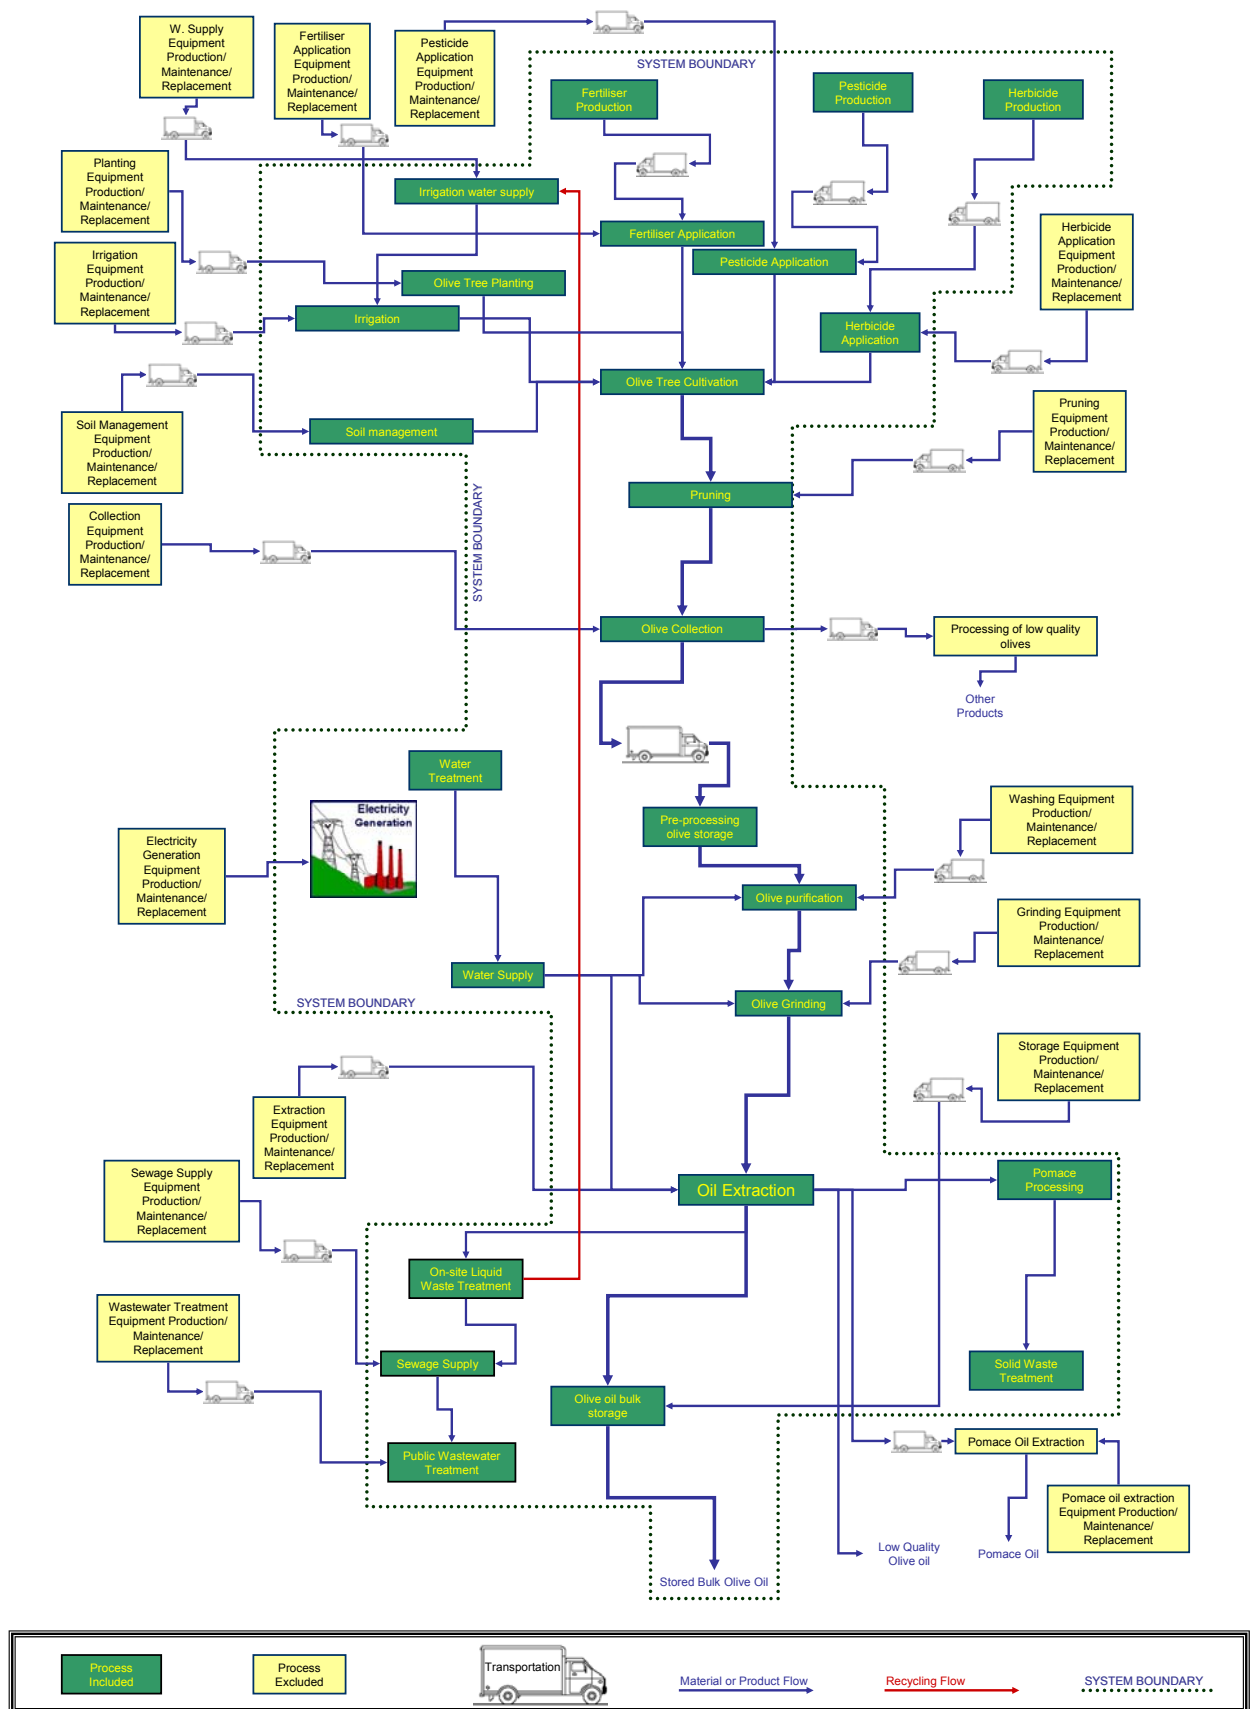 W. Supply
Equipment
Production/
Maintenance/
Replacement
Fertiliser
Application
Equipment
Production/
Maintenance/
Replacement
Pesticide
Application
Equipment
Production/
Maintenance/
Replacement
SYSTEM BOUNDARY
Fertiliser
Production
Pesticide
Production
Herbicide
Production
Planting
Equipment
Production/
Maintenance/
Replacement
Irrigation water supply
Fertiliser Application
Pesticide Application
Herbicide
Application
Equipment
Production/
Maintenance/
Replacement
Irrigation
Equipment
Production/
Maintenance/
Replacement
Olive Tree Planting
Irrigation
Herbicide
Application
Olive Tree Cultivation
Soil Management
Equipment
Production/
Maintenance/
Replacement
Soil management
Pruning
Equipment
Production/
Maintenance/
Replacement
Pruning
SYSTEM BOUNDARY
Collection
Equipment
Production/
Maintenance/
Replacement
Olive Collection
Processing of low quality
olives
Other
Products
Water
Treatment
Electricity
Generation
Pre-processing
olive storage
Washing Equipment
Production/
Maintenance/
Replacement
Electricity
Generation
Equipment
Production/
Maintenance/
Replacement
Olive purification
Grinding Equipment
Production/
Maintenance/
Replacement
Water Supply
Olive Grinding
SYSTEM BOUNDARY
Storage Equipment
Production/
Maintenance/
Replacement
Extraction
Equipment
Production/
Maintenance/
Replacement
Sewage Supply
Equipment
Production/
Maintenance/
Replacement
Oil Extraction
Pomace
Processing
On-site Liquid
Waste Treatment
Wastewater Treatment
Equipment Production/
Maintenance/
Replacement
Sewage Supply
Solid Waste
Treatment
Olive oil bulk
storage
Public Wastewater
Treatment
Pomace Oil Extraction
Pomace oil extraction
Equipment Production/
Maintenance/
Replacement
Low Quality
Olive oil
Pomace Oil
Stored Bulk Olive Oil
Process
Included
Process
Excluded
Transportation
Material or Product Flow
Recycling Flow
SYSTEM BOUNDARY